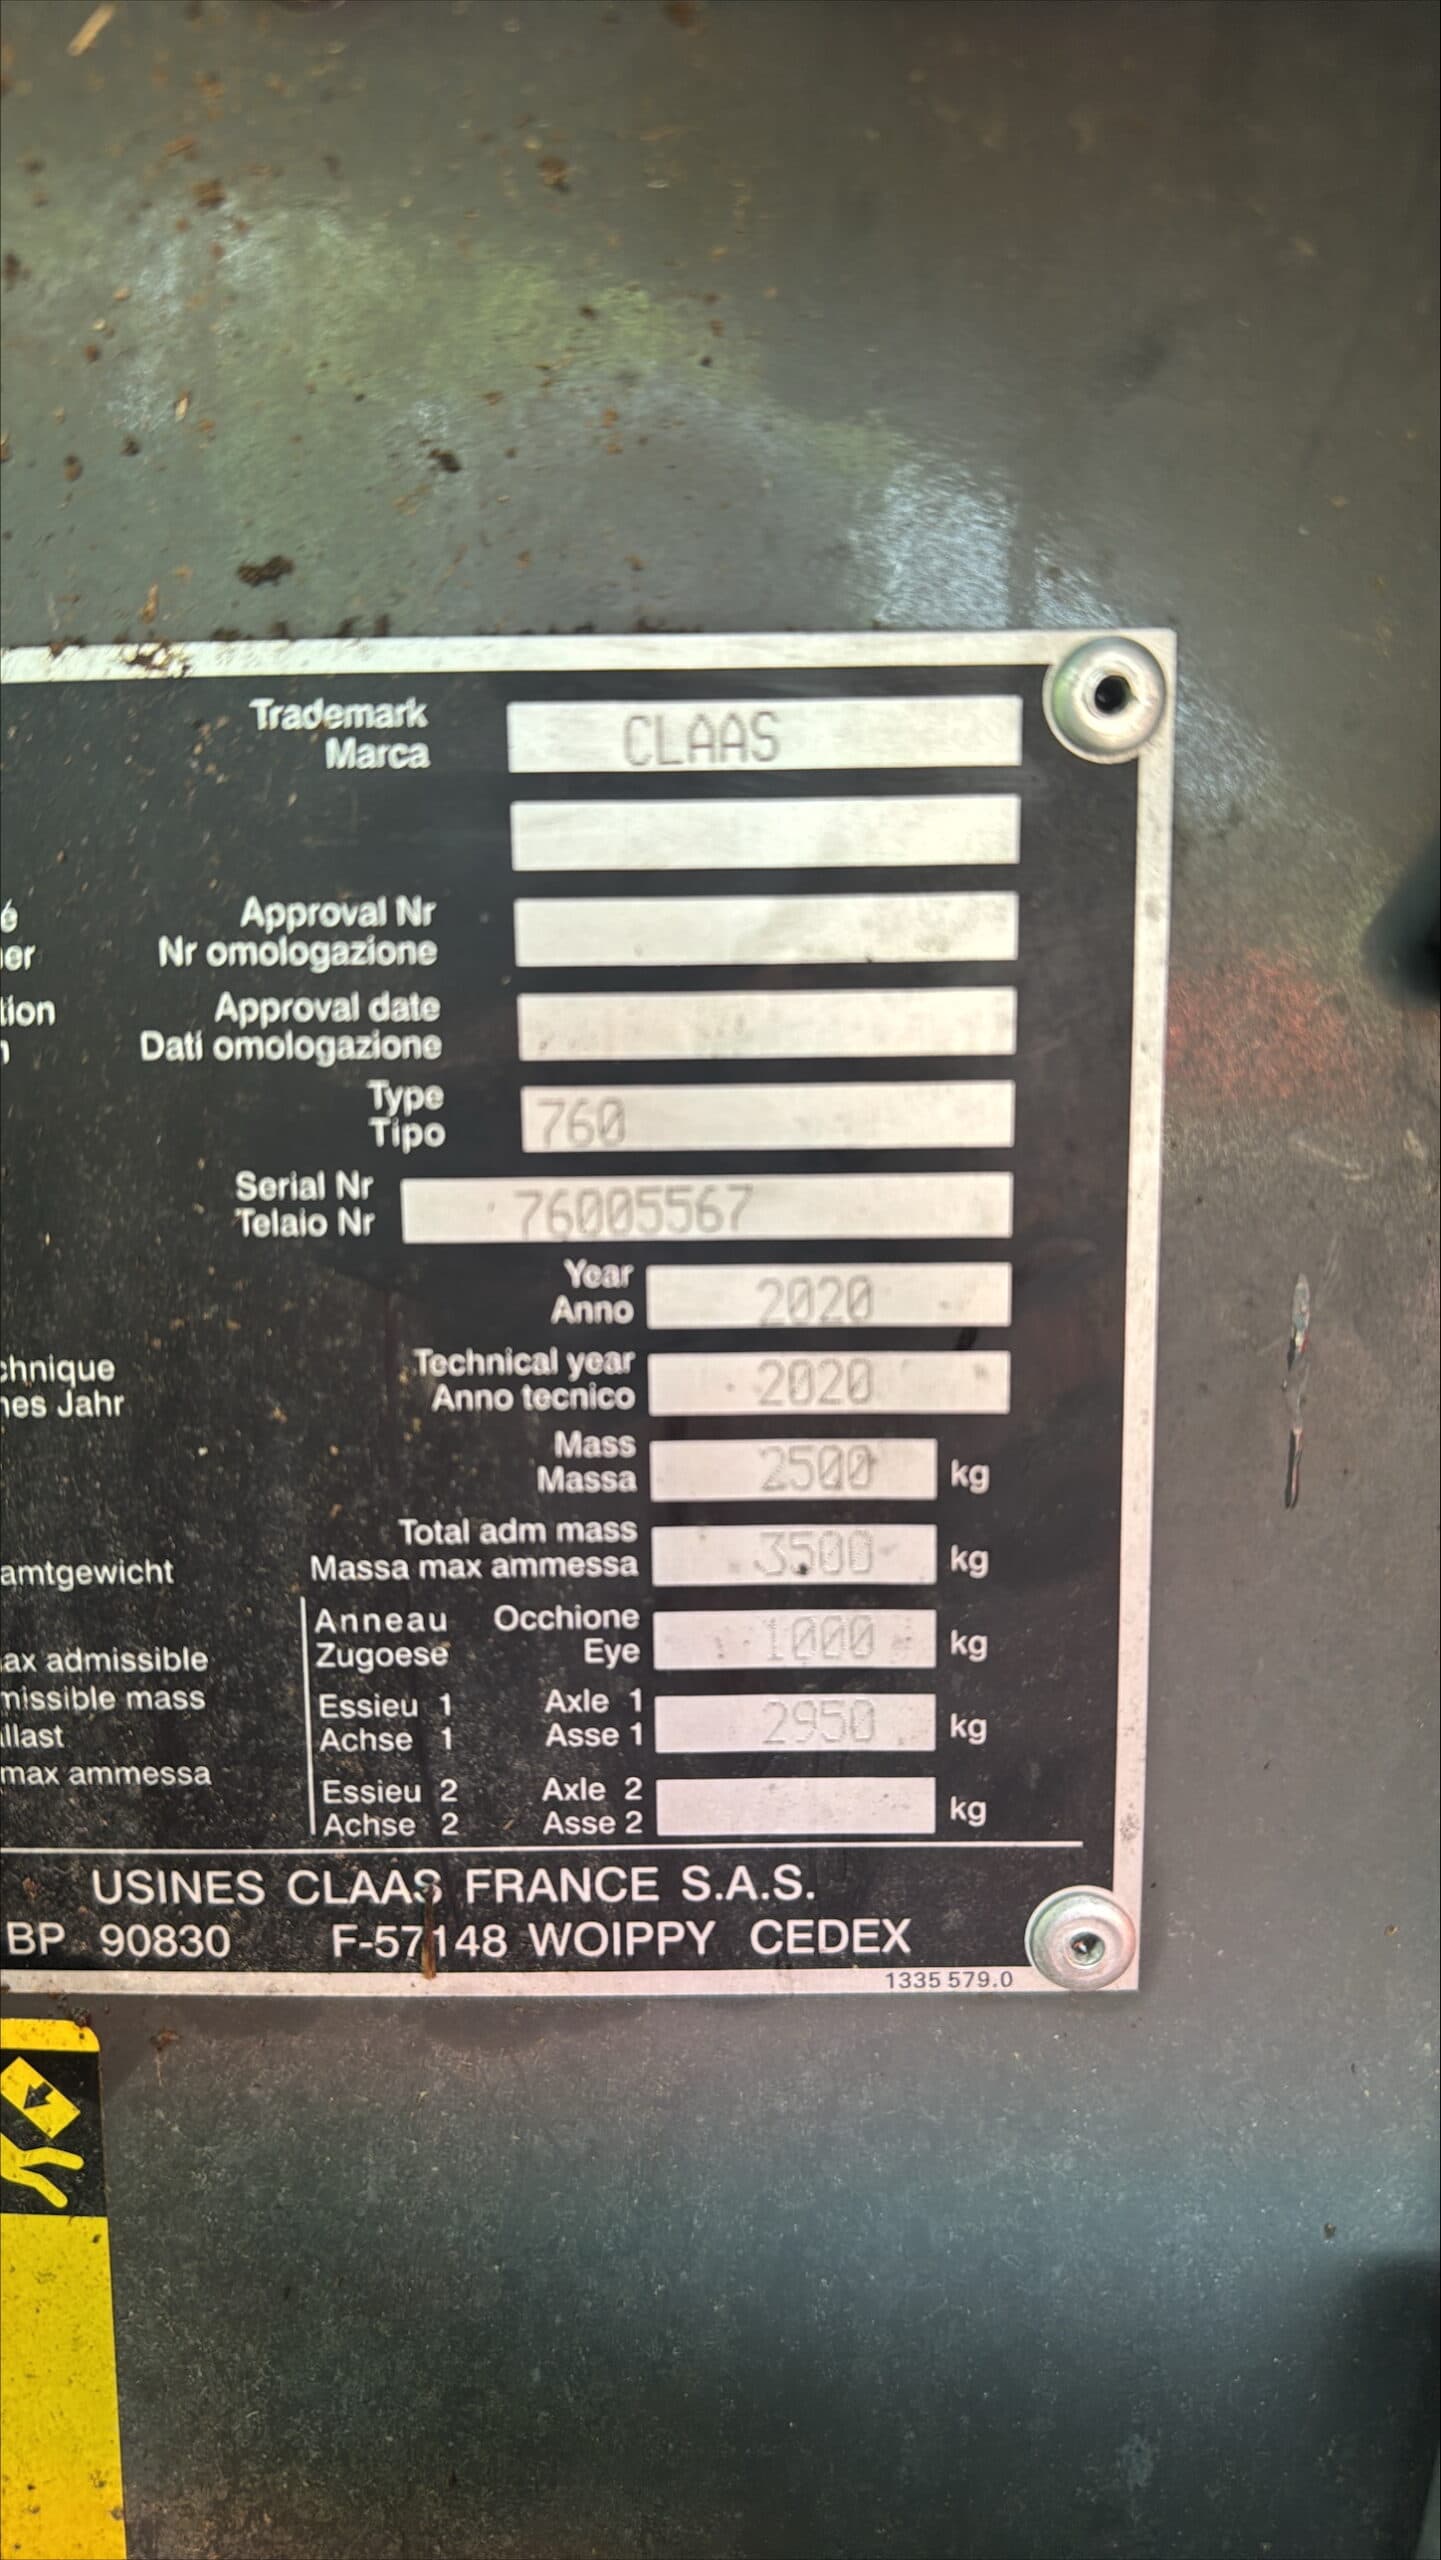 Trademark
Marca
CLAAS
é Approval Nr
er Nr omologazione
tion Approval date
n Dati omologazione
Type
Tipo
760
Serial Nr
Telaio Nr
76005567
Year
Anno
2020
chnique Technical year
nes Jahr Anno tecnico
2020
Mass
Massa
2500 kg
Total adm mass
amtgewicht Massa max ammessa
3500 kg
ax admissible
missible mass
llast
max ammessa
Anneau Occhione
Zugoese Eye
1000 kg
Essieu 1 Axle 1
Achse 1 Asse 1
2950 kg
Essieu 2 Axle 2
Achse 2 Asse 2
kg
USINES CLAAS FRANCE S.A.S.
BP 90830 F-57148 WOIPPY CEDEX
1335 579.0